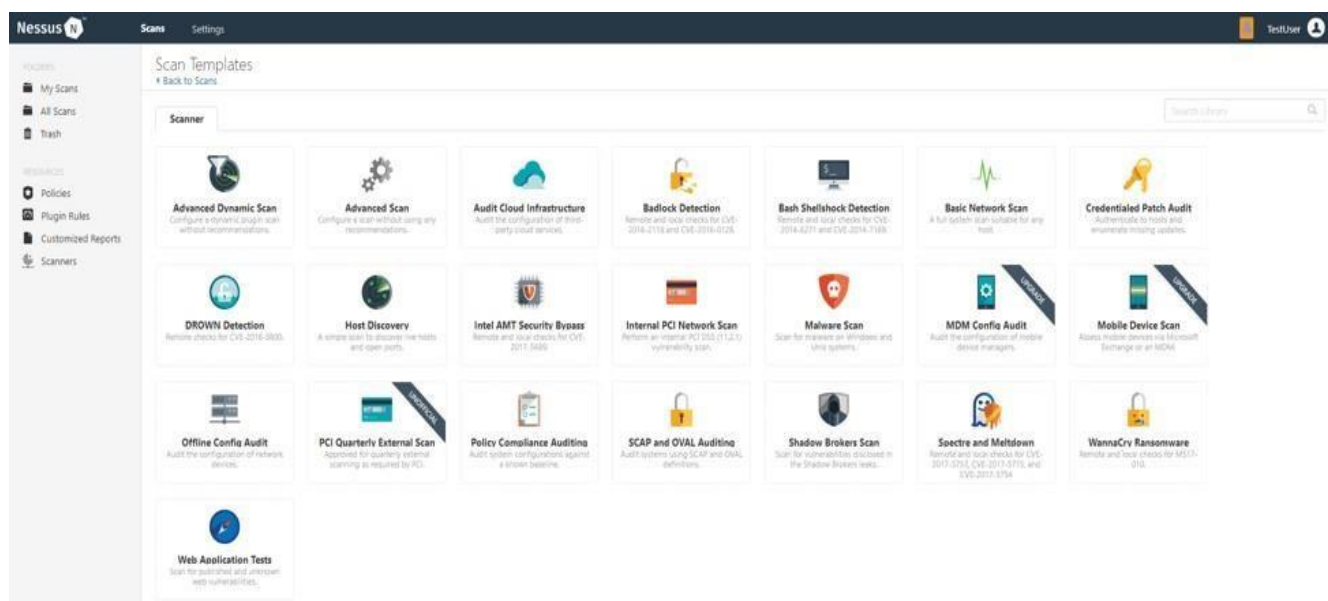 Nessus N
Scans Settings
TestUser
FOLDERS
My Scans
All Scans
Trash
RESOURCES
Policies
Plugin Rules
Customized Reports
Scanners
Scan Templates
Back to Scans
Scanner
Search Library
Advanced Dynamic Scan
Configure a dynamic plugin scan
without recommendations.
Advanced Scan
Configure a scan without using any
recommendations.
Audit Cloud Infrastructure
Audit the configuration of third-
party cloud services.
Badlock Detection
Remote and local checks for CVE-
2016-2118 and CVE-2016-0128.
Bash Shellshock Detection
Remote and local checks for CVE-
2014-6271 and CVE-2014-7169.
Basic Network Scan
A full system scan suitable for any
host.
Credentialed Patch Audit
Authenticate to hosts and
enumerate missing updates.
DROWN Detection
Remote checks for CVE-2016-0800.
Host Discovery
A simple scan to discover live hosts
and open ports.
Intel AMT Security Bypass
Remote and local checks for CVE-
2017-5689.
Internal PCI Network Scan
Perform an internal PCI DSS (11.2.1)
vulnerability scan.
Malware Scan
Scan for malware on Windows and
Unix systems.
UPGRADE
MDM Config Audit
Audit the configuration of mobile
device managers.
UPGRADE
Mobile Device Scan
Assess mobile devices via Microsoft
Exchange or an MDM.
Offline Config Audit
Audit the configuration of network
devices.
UNOFFICIAL
PCI Quarterly External Scan
Approved for quarterly external
scanning as required by PCI.
Policy Compliance Auditing
Audit system configurations against
a known baseline.
SCAP and OVAL Auditing
Audit systems using SCAP and OVAL
definitions.
Shadow Brokers Scan
Scan for vulnerabilities disclosed in
the Shadow Brokers leaks.
Spectre and Meltdown
Remote and local checks for CVE-
2017-5753, CVE-2017-5715, and
CVE-2017-5754
WannaCry Ransomware
Remote and local checks for MS17-
010.
Web Application Tests
Scan for published and unknown
web vulnerabilities.